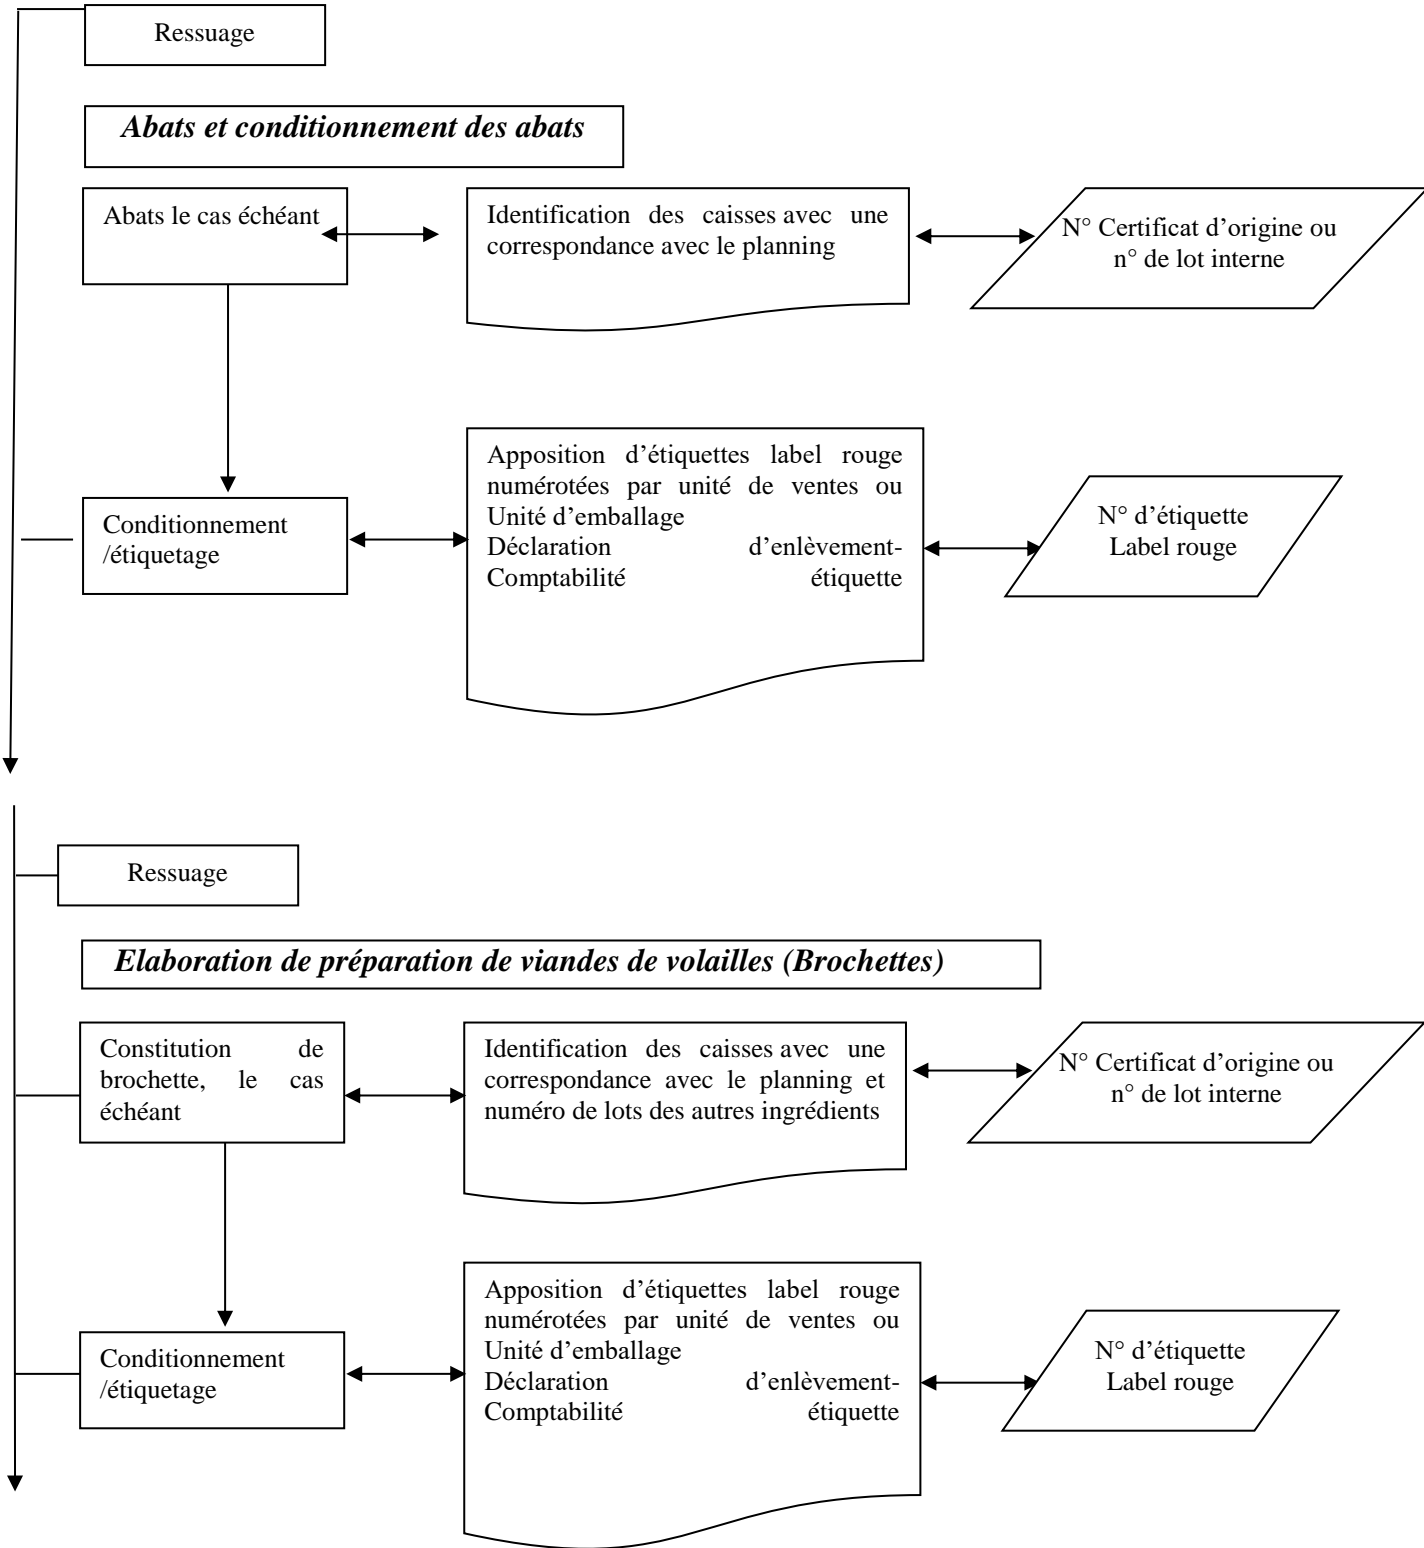 Ressuage
Abats et conditionnement des abats
Abats le cas échéant
Identification des caisses avec une
correspondance avec le planning
N° Certificat d’origine ou
n° de lot interne
Conditionnement
/étiquetage
Apposition d’étiquettes label rouge
numérotées par unité de ventes ou
Unité d’emballage
Déclaration d’enlèvement-
Comptabilité étiquette
N° d’étiquette
Label rouge
Ressuage
Elaboration de préparation de viandes de volailles (Brochettes)
Constitution de
brochette, le cas
échéant
Identification des caisses avec une
correspondance avec le planning et
numéro de lots des autres ingrédients
N° Certificat d’origine ou
n° de lot interne
Conditionnement
/étiquetage
Apposition d’étiquettes label rouge
numérotées par unité de ventes ou
Unité d’emballage
Déclaration d’enlèvement-
Comptabilité étiquette
N° d’étiquette
Label rouge